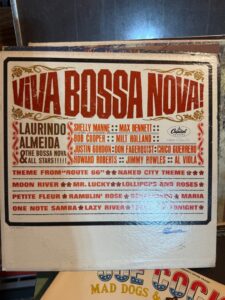 VIVA BOSSA NOVA!
LAURINDO
ALMEIDA
& THE BOSSA NOVA
ALL STARS!!!!!
SHELLY MANNE :: MAX BENNETT ::
BOB COOPER :: MILT HOLLAND ::
JUSTIN GORDON :: DON FAGERQUIST :: CHICO GUERRERO
HOWARD ROBERTS :: JIMMY ROWLES :: AL VIOLA
Capitol
THEME FROM "ROUTE 66" ★★ NAKED CITY THEME ★★
MOON RIVER ★★ MR. LUCKY ★★ LOLLIPOPS AND ROSES ★
PETITE FLEUR ★ RAMBLIN' ROSE ★ MARIA
ONE NOTE SAMBA ★ LAZY RIVER ★ TONIGHT
JOE COCK
MAD DOGS &